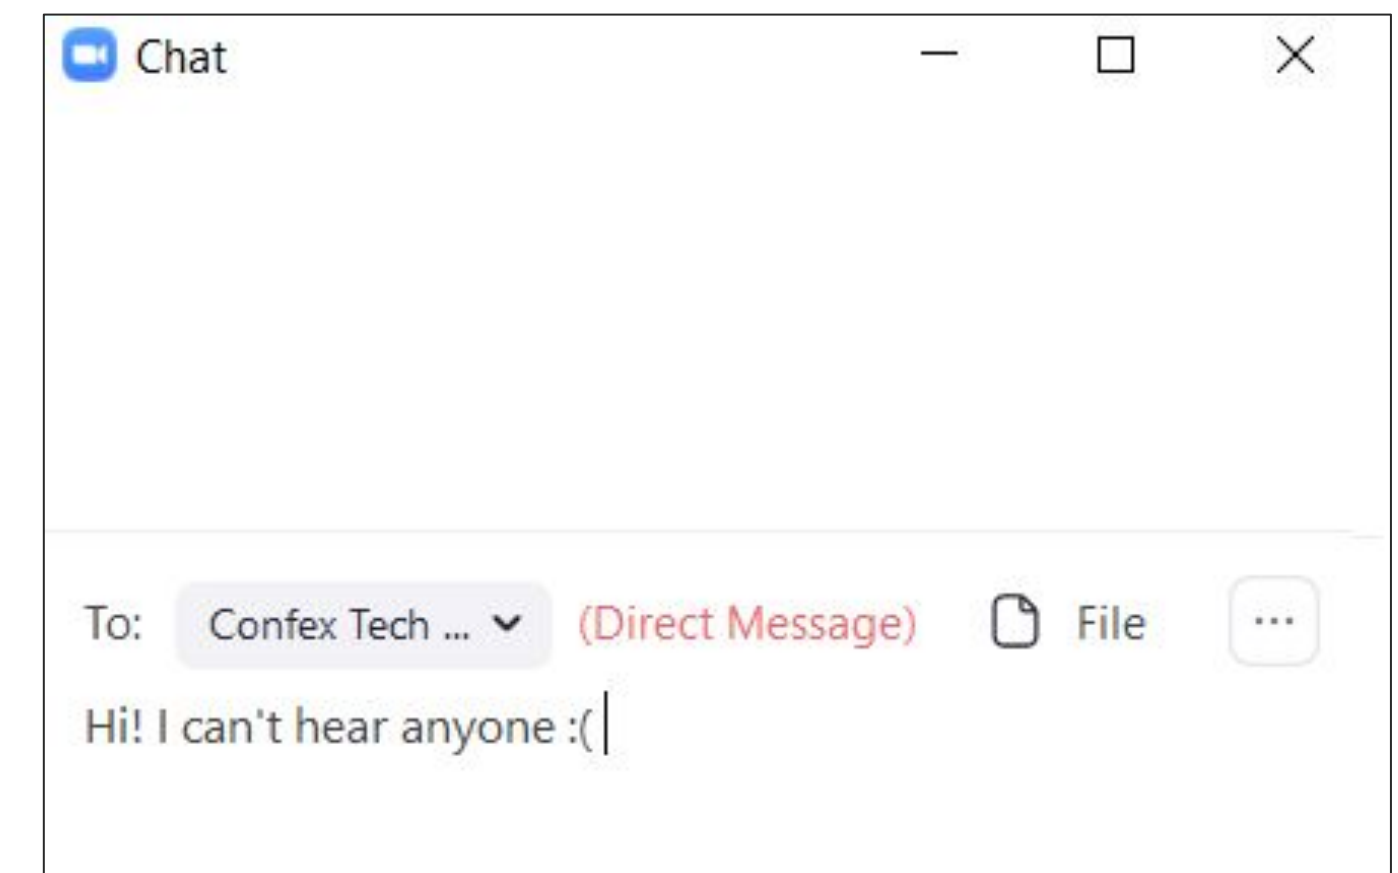 Chat
To: Confex Tech ... (Direct Message) File ...
Hi! I can't hear anyone :(